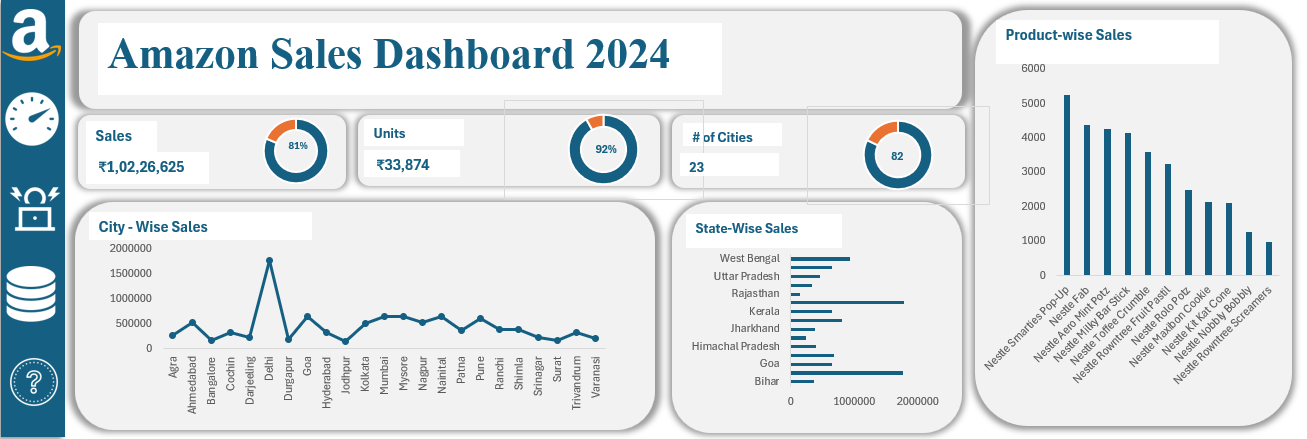 a
Amazon Sales Dashboard 2024
Sales
₹1,02,26,625
81%
Units
₹33,874
92%
# of Cities
23
82
City - Wise Sales
2000000
1500000
1000000
500000
0
Agra
Ahmedabad
Bangalore
Cochin
Darjeeling
Delhi
Durgapur
Goa
Hyderabad
Jodhpur
Kolkata
Mumbai
Mysore
Nagpur
Nainital
Patna
Pune
Ranchi
Shimla
Srinagar
Surat
Trivandrum
Varanasi
State-Wise Sales
West Bengal
Uttar Pradesh
Rajasthan
Kerala
Jharkhand
Himachal Pradesh
Goa
Bihar
0 1000000 2000000
Product-wise Sales
6000
5000
4000
3000
2000
1000
0
Nestle Smarties Pop-Up
Nestle Fab
Nestle Aero Mint Potz
Nestle Milky Bar Stick
Nestle Toffee Crumble
Nestle Rowntree Fruit Pastil
Nestle Rolo Potz
Nestle Maxibon Cookie
Nestle Kit Kat Cone
Nestle Nobbly Bobbly
Nestle Rowntree Screamers
?